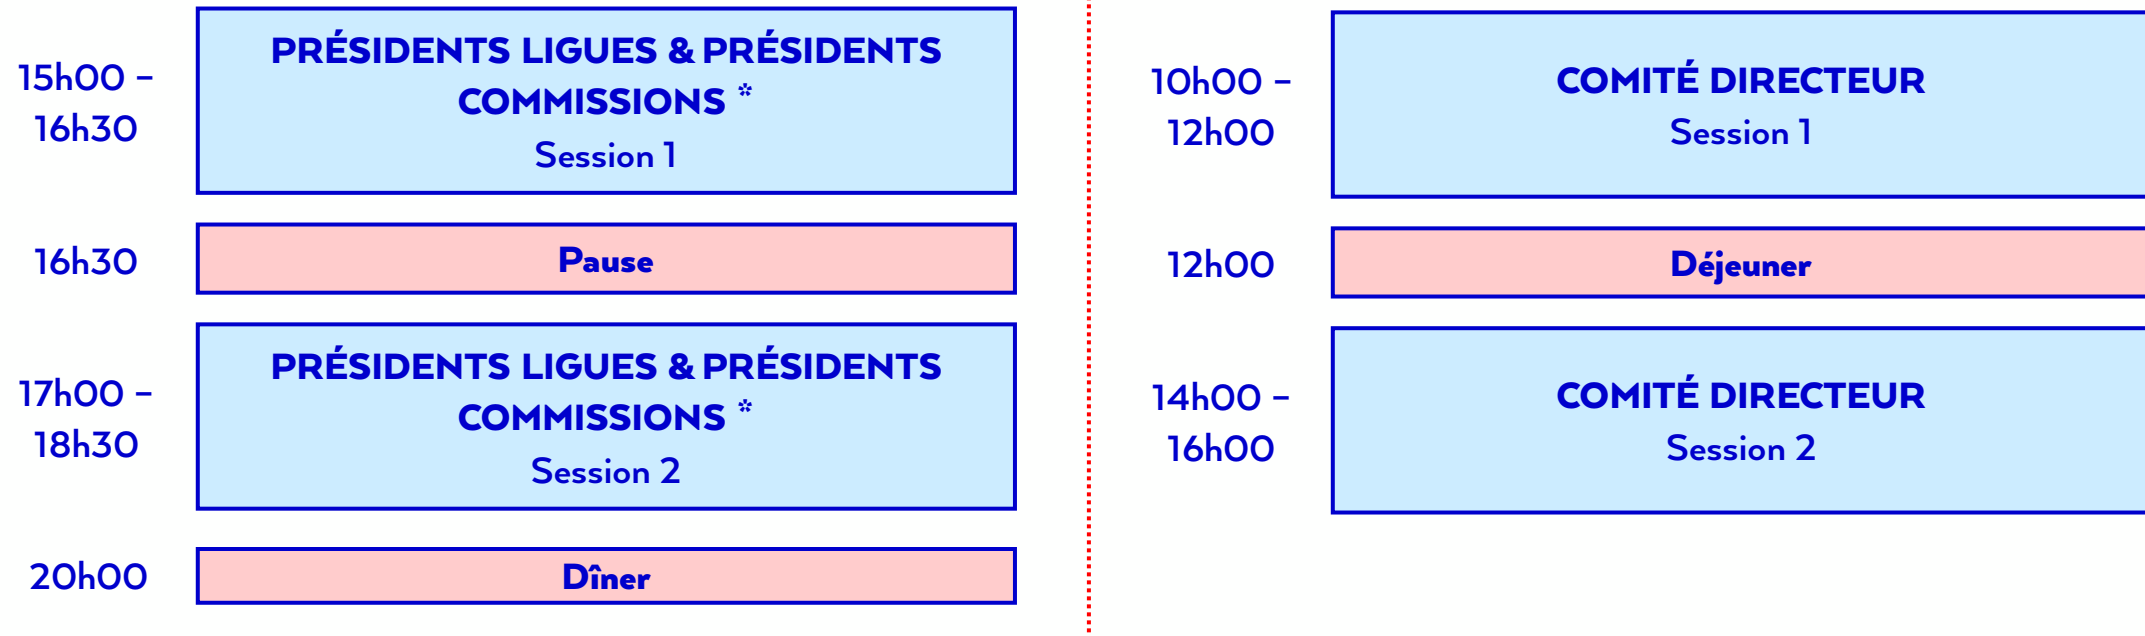 15h00 –
16h30
PRÉSIDENTS LIGUES & PRÉSIDENTS
COMMISSIONS *
Session 1
16h30
Pause
17h00 –
18h30
PRÉSIDENTS LIGUES & PRÉSIDENTS
COMMISSIONS *
Session 2
20h00
Dîner
10h00 –
12h00
COMITÉ DIRECTEUR
Session 1
12h00
Déjeuner
14h00 –
16h00
COMITÉ DIRECTEUR
Session 2